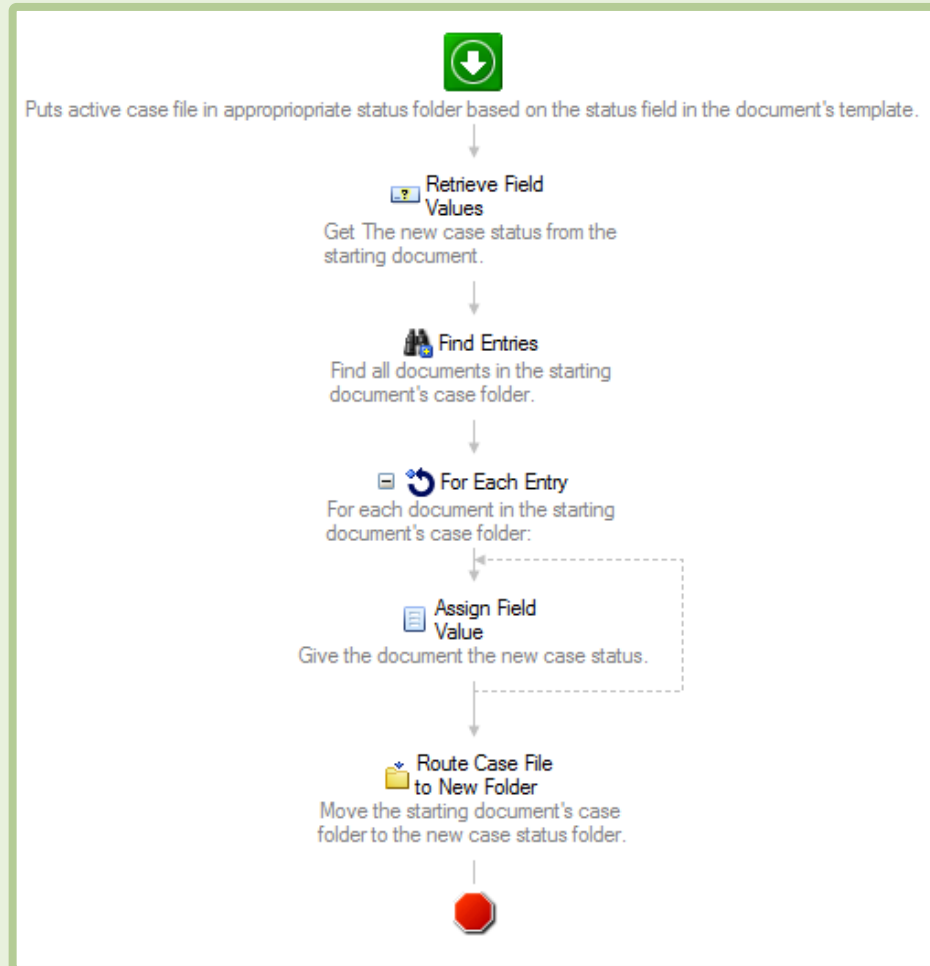 Puts active case file in appropriopriate status folder based on the status field in the document's template.
Retrieve Field
Values
Get The new case status from the
starting document.
Find Entries
Find all documents in the starting
document's case folder.
For Each Entry
For each document in the starting
document's case folder:
Assign Field
Value
Give the document the new case status.
Route Case File
to New Folder
Move the starting document's case
folder to the new case status folder.